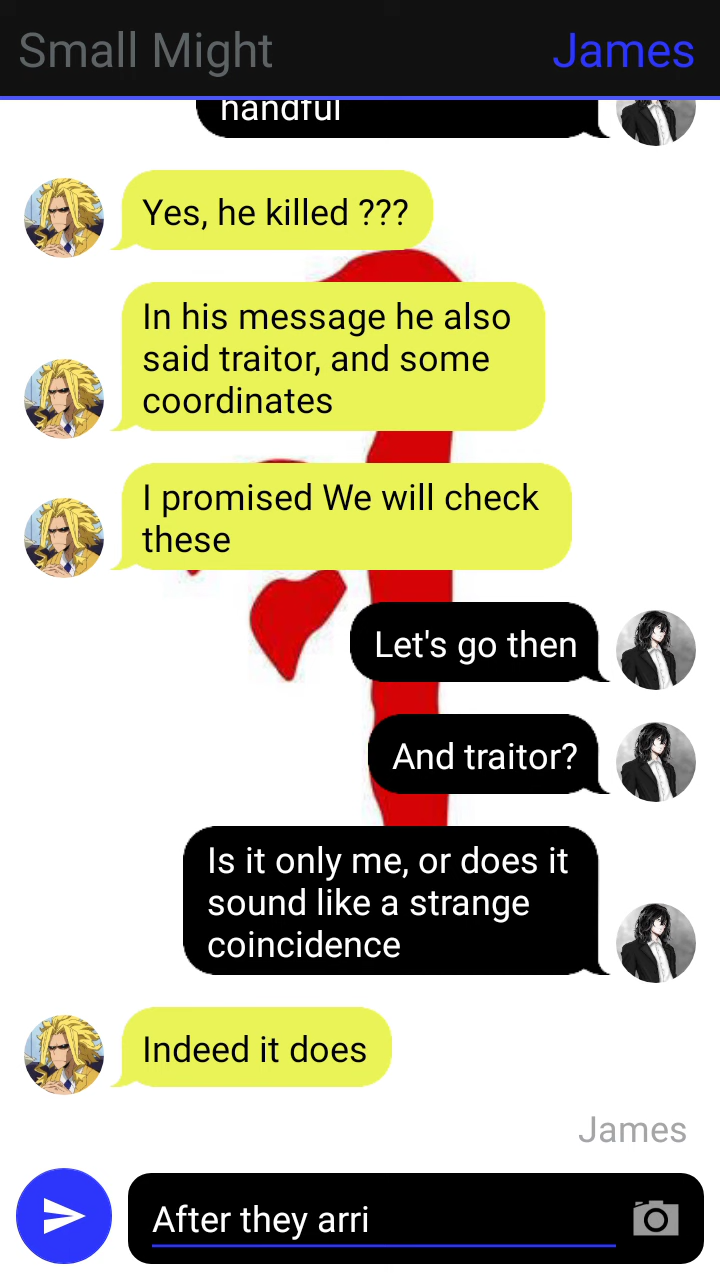 Small Might
James
handful
Yes, he killed ???
In his message he also
said traitor, and some
coordinates
I promised We will check
these
Let's go then
And traitor?
Is it only me, or does it
sound like a strange
coincidence
Indeed it does
James
After they arri